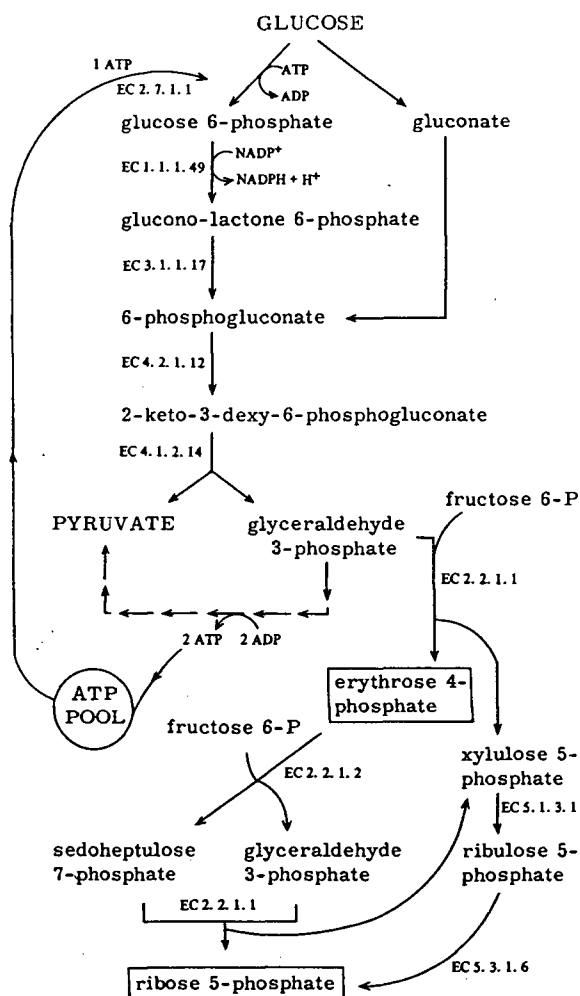 GLUCOSE
1 ATP
EC 2. 7. 1. 1
ATP
ADP
glucose 6-phosphate
gluconate
EC 1. 1. 1. 49
NADP+
NADPH + H+
glucono-lactone 6-phosphate
EC 3. 1. 1. 17
6-phosphogluconate
EC 4. 2. 1. 12
2-keto-3-dexy-6-phosphogluconate
EC 4. 1. 2. 14
PYRUVATE
glyceraldehyde
3-phosphate
fructose 6-P
EC 2. 2. 1. 1
2 ATP
2 ADP
ATP
POOL
erythrose 4-
phosphate
fructose 6-P
EC 2. 2. 1. 2
xylulose 5-
phosphate
EC 5. 1. 3. 1
sedoheptulose
7-phosphate
glyceraldehyde
3-phosphate
ribulose 5-
phosphate
EC 2. 2. 1. 1
EC 5. 3. 1. 6
ribose 5-phosphate